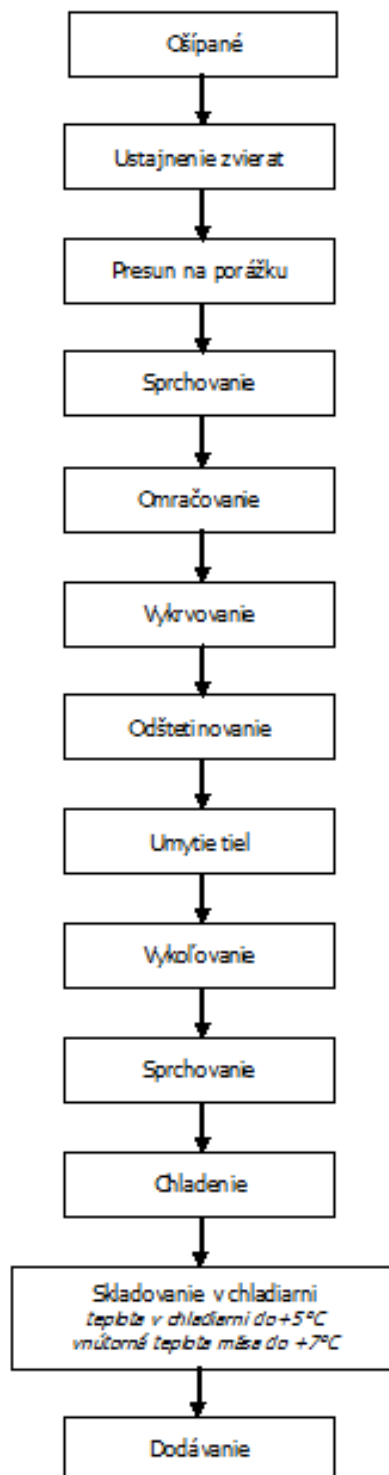 Ošípané
Ustajnenie zvierat
Presun na porážku
Sprchovanie
Omračovanie
Vykrvovanie
Odštetinovanie
Umytie tiel
Vykoľovanie
Sprchovanie
Chladenie
Skladovanie v chladiarni
teplota v chladiarni do+5°C
vnútorná teplota mäsa do +7°C
Dodávanie